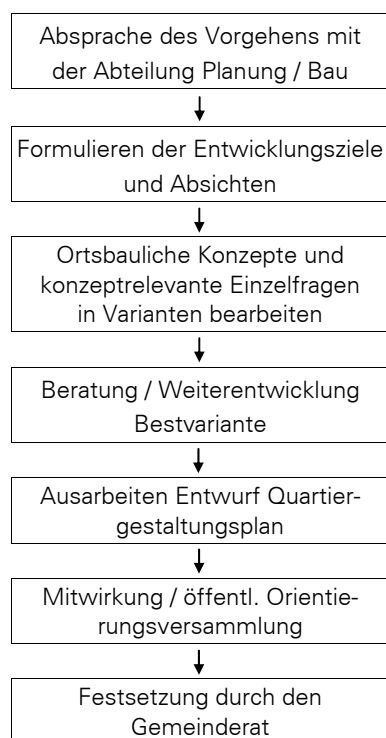 Absprache des Vorgehens mit
der Abteilung Planung / Bau
Formulieren der Entwicklungsziele
und Absichten
Ortsbauliche Konzepte und
konzeptrelevante Einzelfragen
in Varianten bearbeiten
Beratung / Weiterentwicklung
Bestvariante
Ausarbeiten Entwurf Quartier-
gestaltungsplan
Mitwirkung / öffentl. Orientie-
rungsversammlung
Festsetzung durch den
Gemeinderat